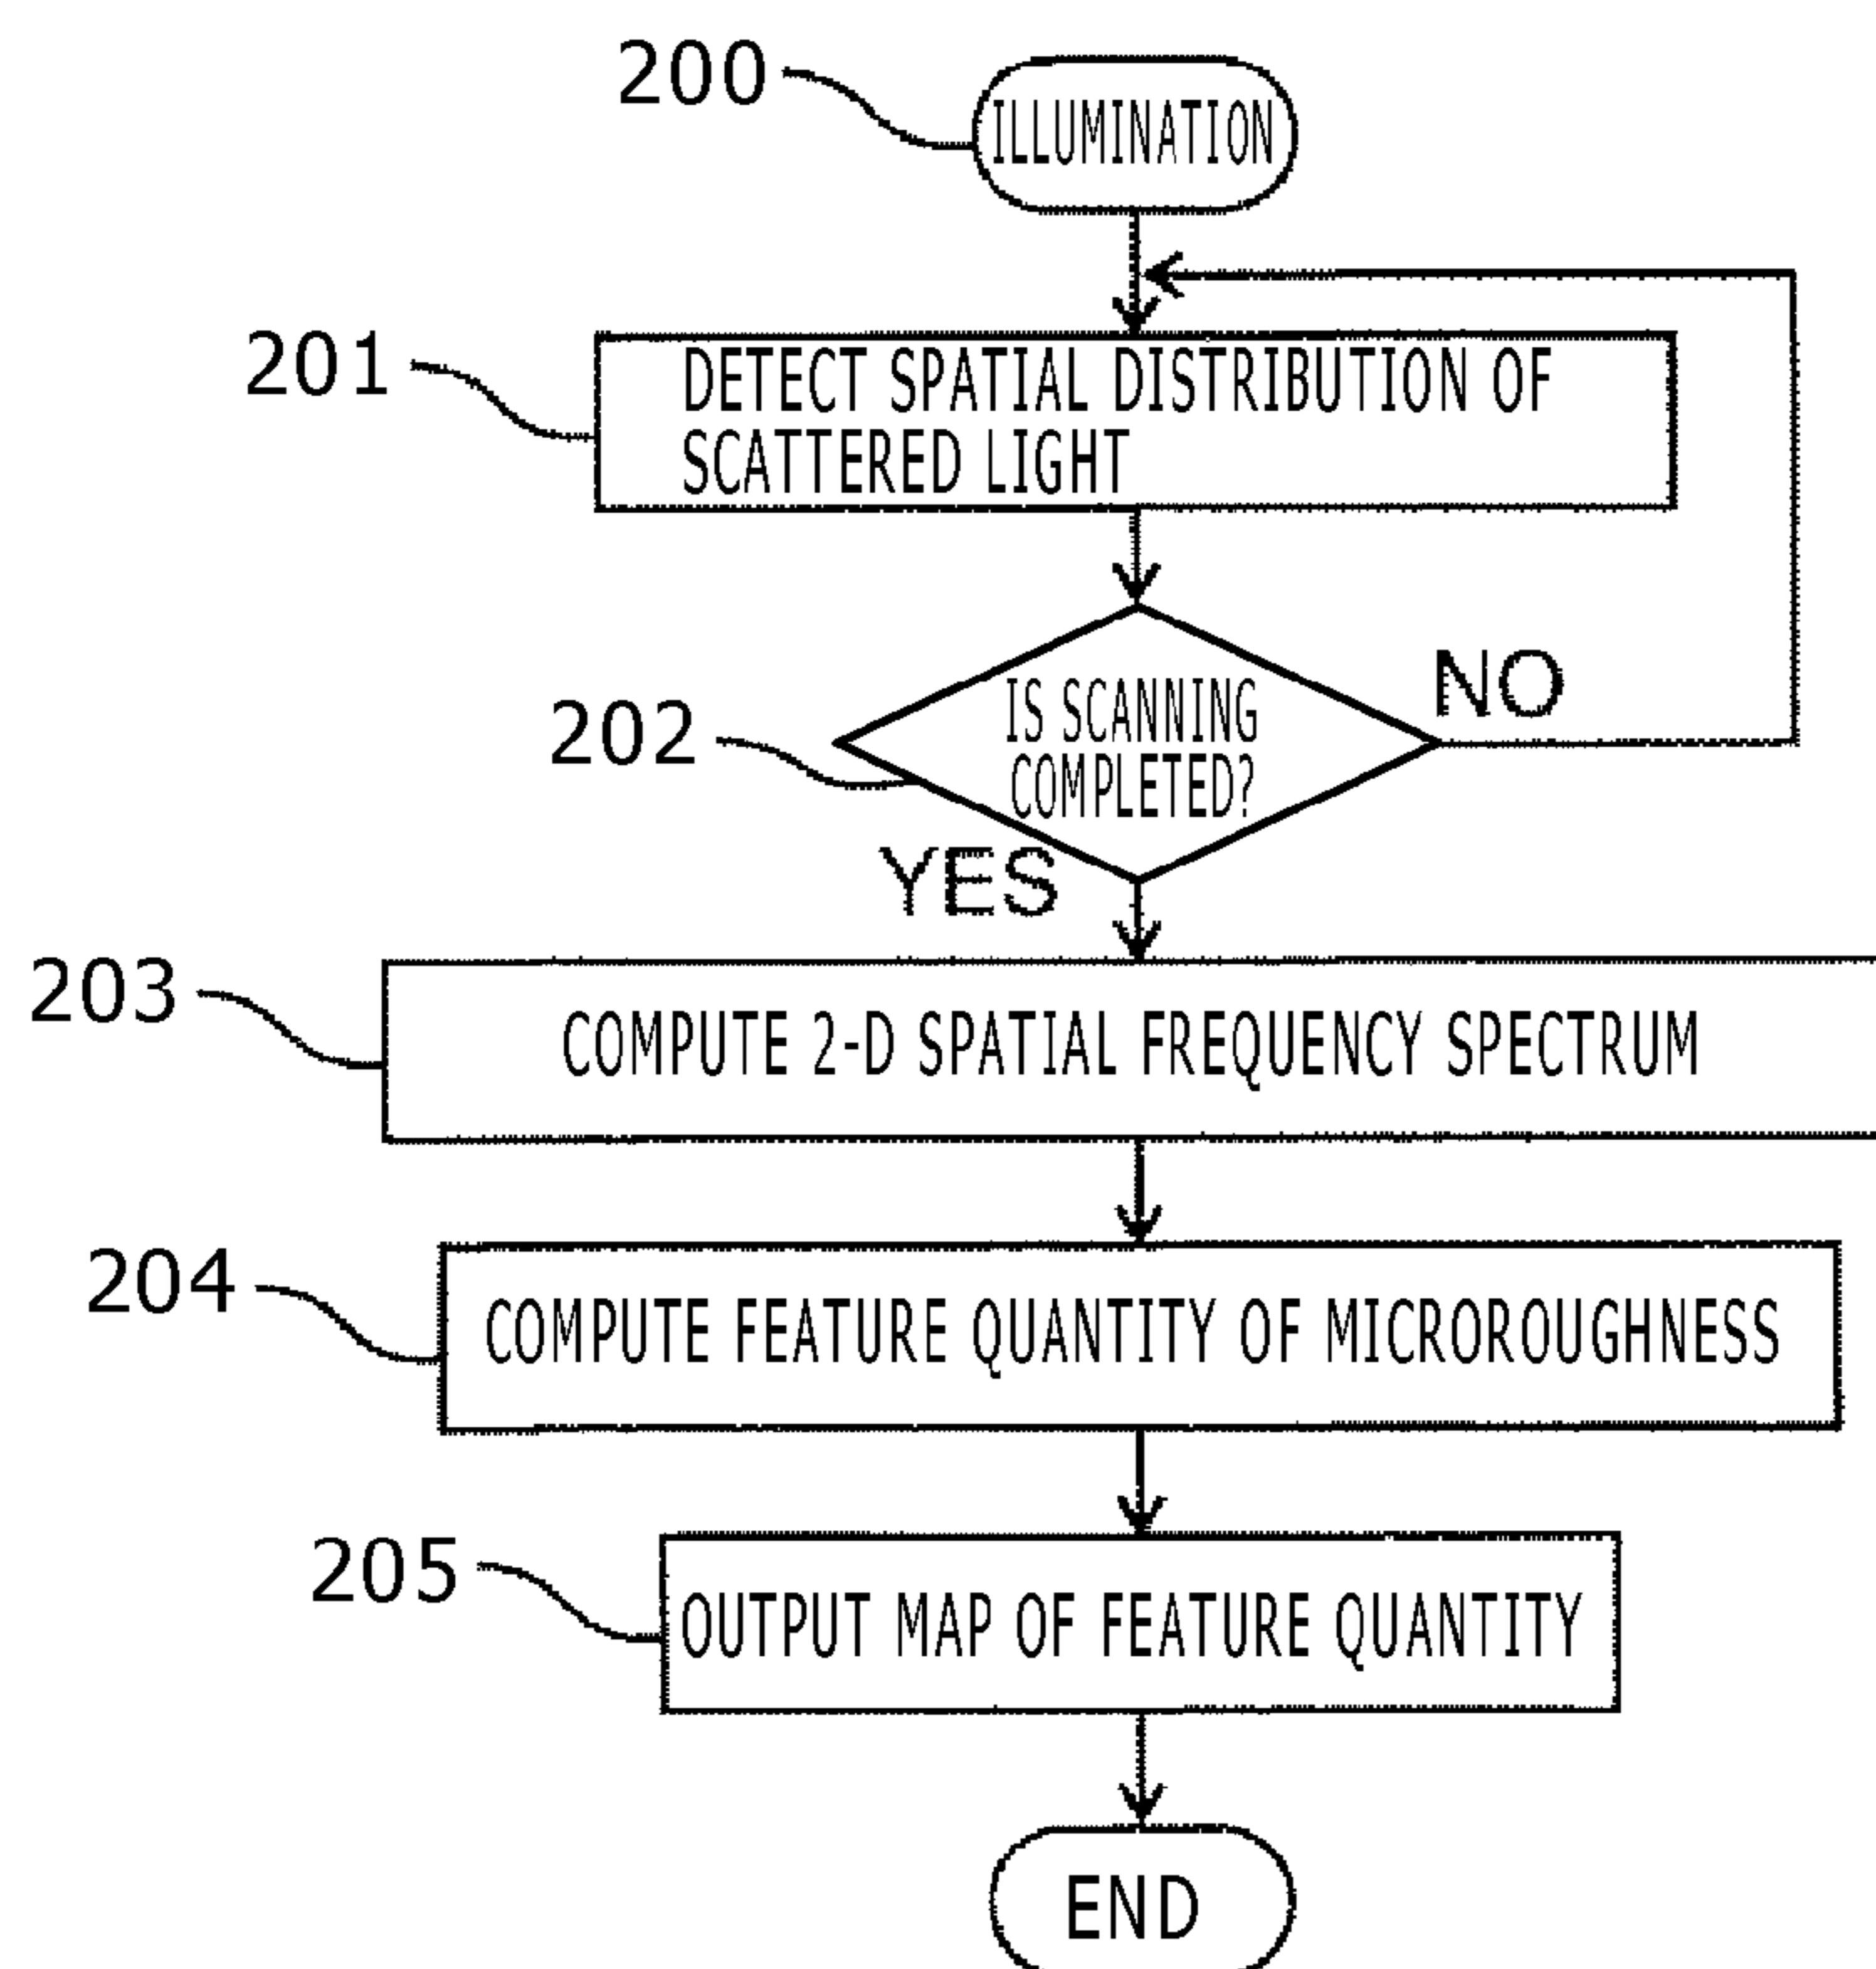 200
ILLUMINATION
201
DETECT SPATIAL DISTRIBUTION OF
SCATTERED LIGHT
202
IS SCANNING
COMPLETED?
NO
YES
203
COMPUTE 2-D SPATIAL FREQUENCY SPECTRUM
204
COMPUTE FEATURE QUANTITY OF MICROROUGHNESS
205
OUTPUT MAP OF FEATURE QUANTITY
END